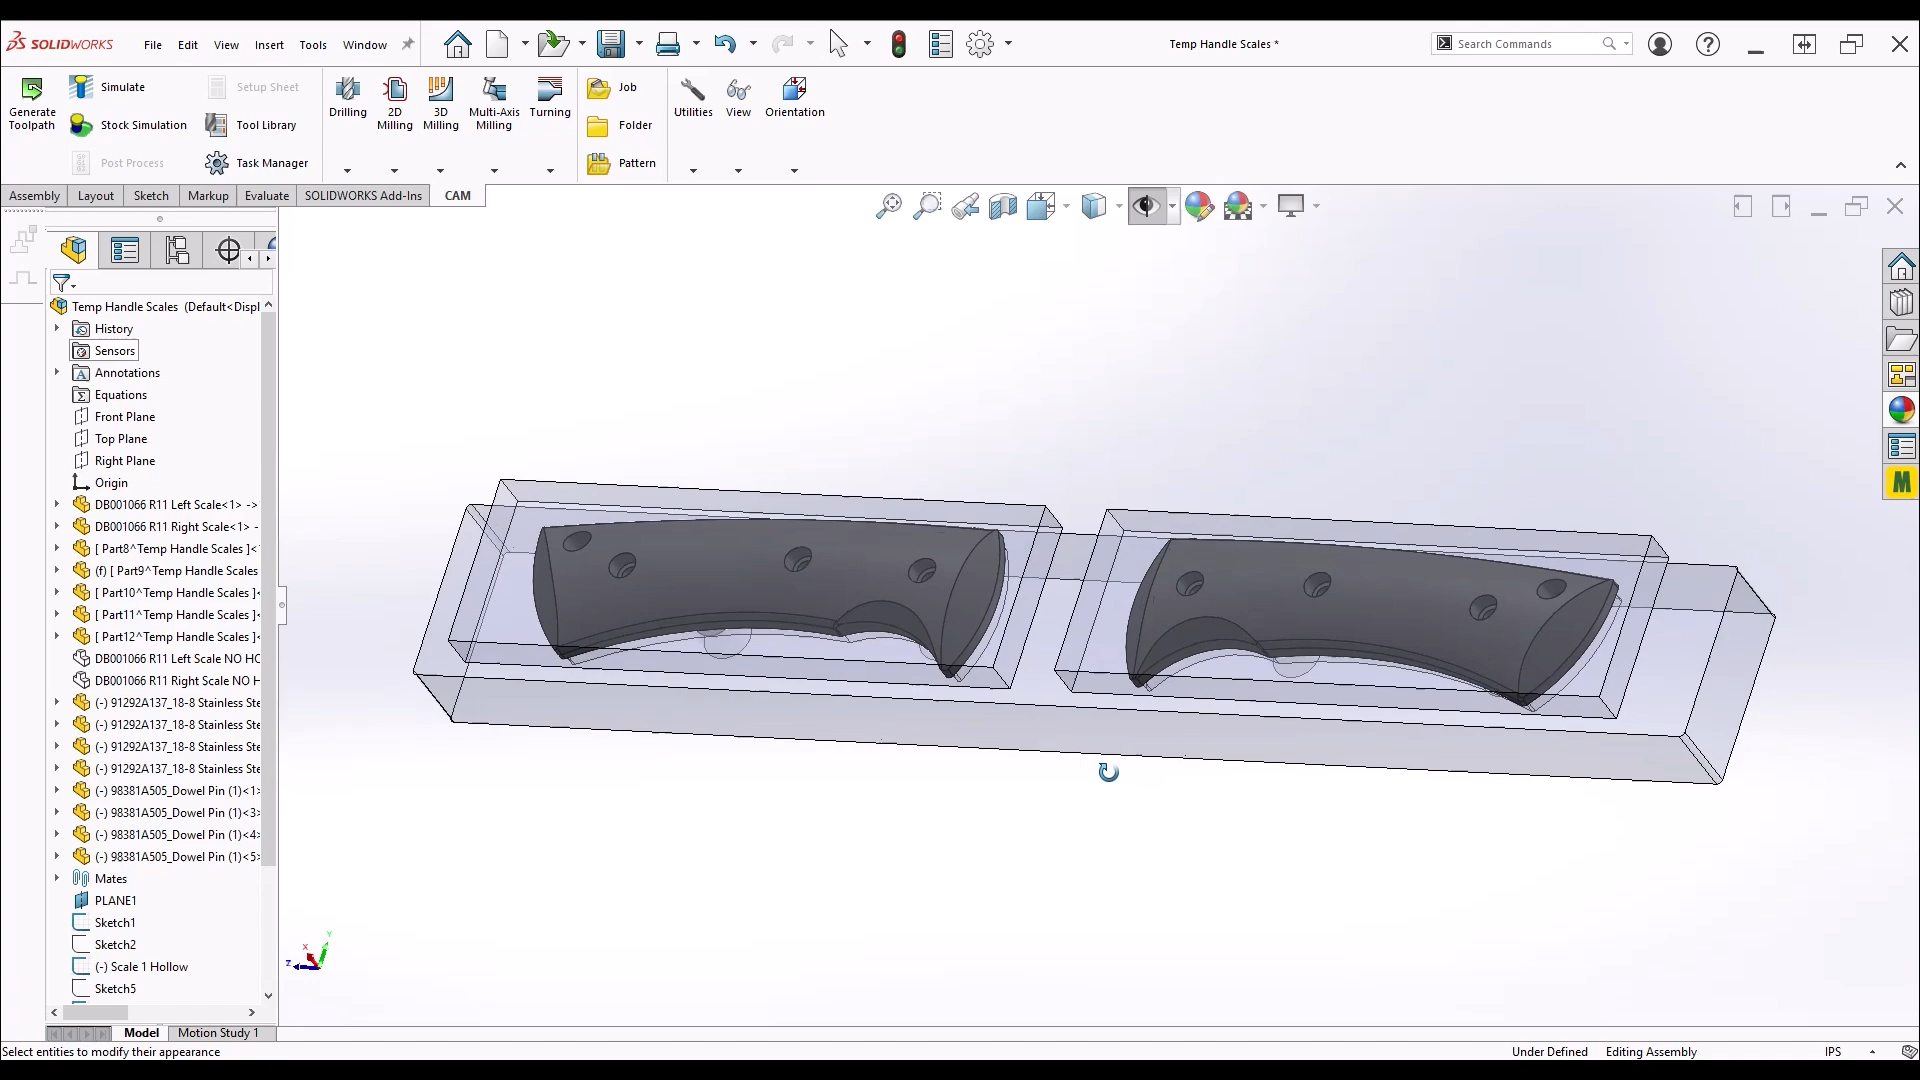 SOLIDWORKS File Edit View Insert Tools Window Temp Handle Scales * Search Commands
Generate Toolpath
Simulate
Stock Simulation
Post Process
Setup Sheet
Tool Library
Task Manager
Drilling
2D Milling
3D Milling
Multi-Axis Milling
Turning
Job
Folder
Pattern
Utilities
View
Orientation
Assembly Layout Sketch Markup Evaluate SOLIDWORKS Add-Ins CAM
Temp Handle Scales (Default<Displ
History
Sensors
Annotations
Equations
Front Plane
Top Plane
Right Plane
Origin
DB001066 R11 Left Scale<1> ->
DB001066 R11 Right Scale<1> -
[ Part8^Temp Handle Scales ]<
(f) [ Part9^Temp Handle Scales
[ Part10^Temp Handle Scales ]<
[ Part11^Temp Handle Scales ]<
[ Part12^Temp Handle Scales ]<
DB001066 R11 Left Scale NO HC
DB001066 R11 Right Scale NO H
(-) 91292A137_18-8 Stainless Ste
(-) 91292A137_18-8 Stainless Ste
(-) 91292A137_18-8 Stainless Ste
(-) 91292A137_18-8 Stainless Ste
(-) 98381A505_Dowel Pin (1)<1>
(-) 98381A505_Dowel Pin (1)<3>
(-) 98381A505_Dowel Pin (1)<4>
(-) 98381A505_Dowel Pin (1)<5>
Mates
PLANE1
Sketch1
Sketch2
(-) Scale 1 Hollow
Sketch5
Y
X
Z
M
Model Motion Study 1
Select entities to modify their appearance Under Defined Editing Assembly IPS